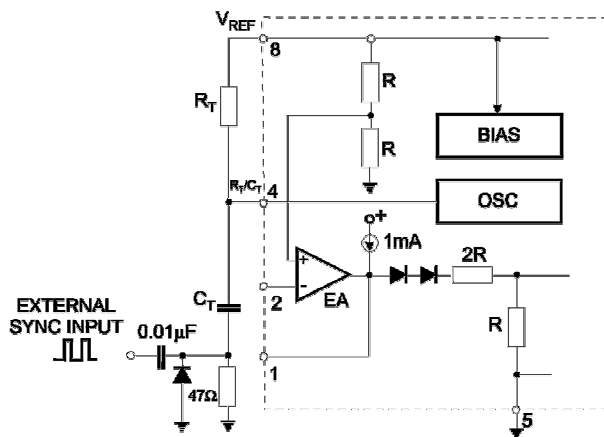 VREF
8
RT
R
BIAS
R
RT/CT
4
OSC
o+
1mA
+
-
EA
2R
2
CT
R
EXTERNAL
SYNC INPUT
0.01µF
47Ω
1
5